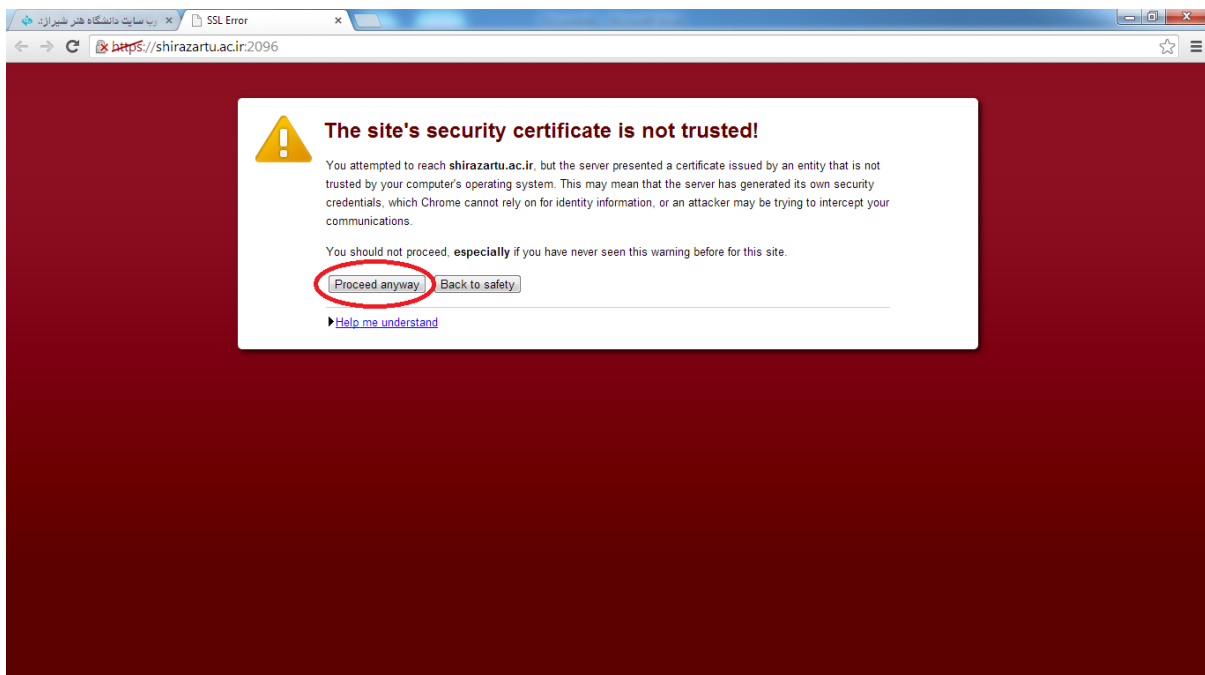 وب سایت دانشگاه هنر شیراز:
SSL Error
https://shirazartu.ac.ir:2096
The site's security certificate is not trusted!
You attempted to reach shirazartu.ac.ir, but the server presented a certificate issued by an entity that is not
trusted by your computer's operating system. This may mean that the server has generated its own security
credentials, which Chrome cannot rely on for identity information, or an attacker may be trying to intercept your
communications.
You should not proceed, especially if you have never seen this warning before for this site.
Proceed anyway
Back to safety
Help me understand